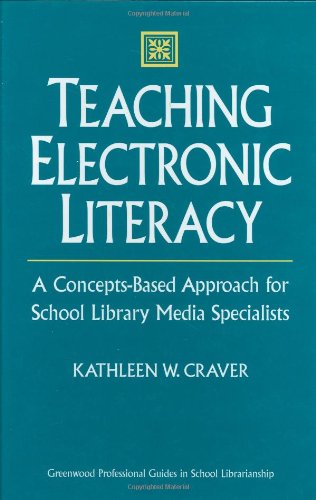 TEACHING
ELECTRONIC
LITERACY
A Concepts-Based Approach for
School Library Media Specialists
KATHLEEN W. CRAVER
Greenwood Professional Guides in School Librarianship